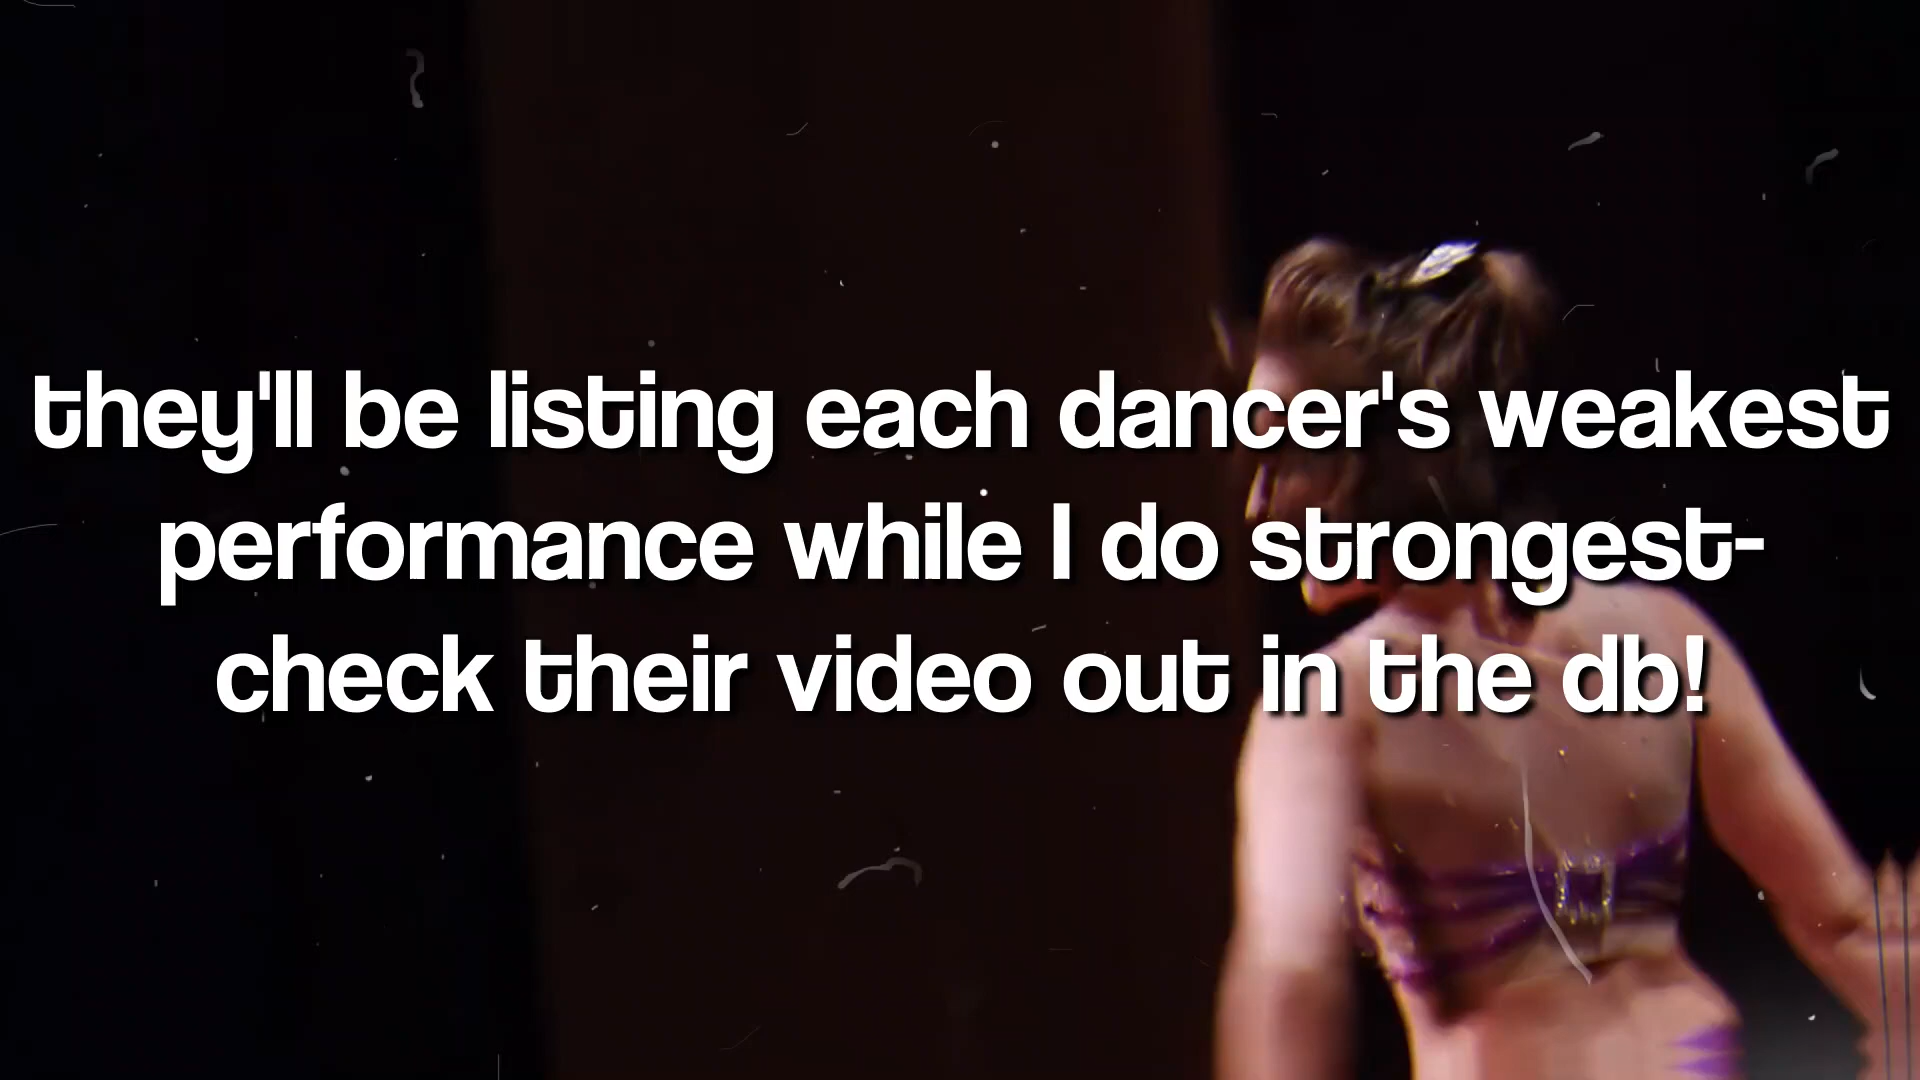 they'll be listing each dancer's weakest
performance while I do strongest-
check their video out in the db!